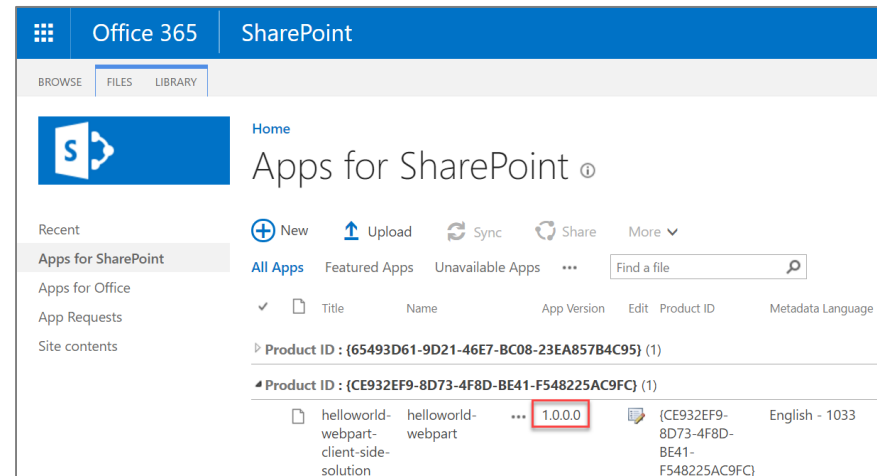 Office 365 SharePoint
BROWSE FILES LIBRARY
S
Home
Apps for SharePoint
New Upload Sync Share More
All Apps Featured Apps Unavailable Apps ••• Find a file
Title Name App Version Edit Product ID Metadata Language
Recent
Apps for SharePoint
Apps for Office
App Requests
Site contents
Product ID : {65493D61-9D21-46E7-BC08-23EA857B4C95} (1)
Product ID : {CE932EF9-8D73-4F8D-BE41-F548225AC9FC} (1)
helloworld- helloworld- ••• 1.0.0.0 {CE932EF9- English - 1033
webpart- webpart 8D73-4F8D-
client-side- BE41-
solution F548225AC9FC}